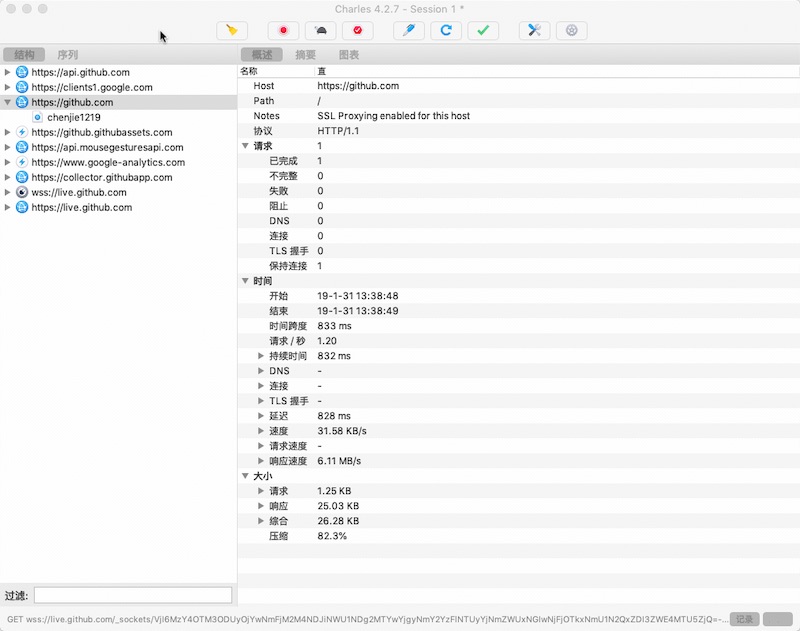 Charles 4.2.7 - Session 1 *
结构 序列 概述 摘要 图表
https://api.github.com
https://clients1.google.com
https://github.com
chenjie1219
https://github.githubassets.com
https://api.mousegesturesapi.com
https://www.google-analytics.com
https://collector.githubapp.com
wss://live.github.com
https://live.github.com
名称 直
Host https://github.com
Path /
Notes SSL Proxying enabled for this host
协议 HTTP/1.1
请求 1
已完成 1
不完整 0
失败 0
阻止 0
DNS 0
连接 0
TLS 握手 0
保持连接 1
时间
开始 19-1-31 13:38:48
结束 19-1-31 13:38:49
时间跨度 833 ms
请求 / 秒 1.20
持续时间 832 ms
DNS -
连接 -
TLS 握手 -
延迟 828 ms
速度 31.58 KB/s
请求速度 -
响应速度 6.11 MB/s
大小
请求 1.25 KB
响应 25.03 KB
综合 26.28 KB
压缩 82.3%
过滤:
GET wss://live.github.com/_sockets/
记录